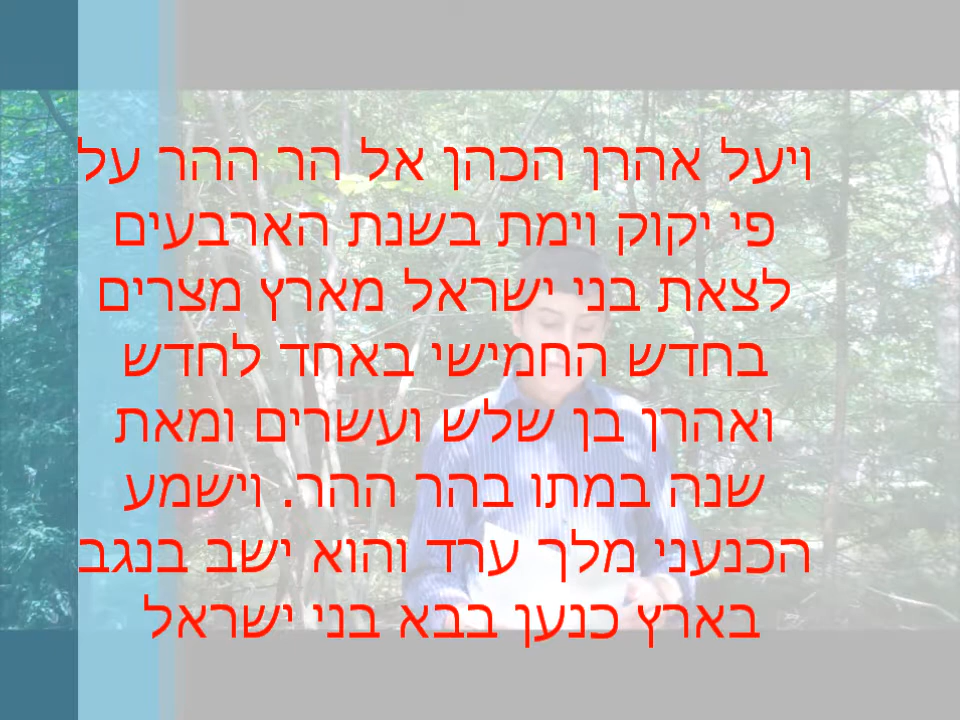 ויעל אהרן הכהן אל הר ההר על
פי יקוק וימת בשנת הארבעים
לצאת בני ישראל מארץ מצרים
בחדש החמישי באחד לחדש
ואהרן בן שלש ועשרים ומאת
שנה במתו בהר ההר. וישמע
הכנעני מלך ערד והוא ישב בנגב
בארץ כנען בבא בני ישראל